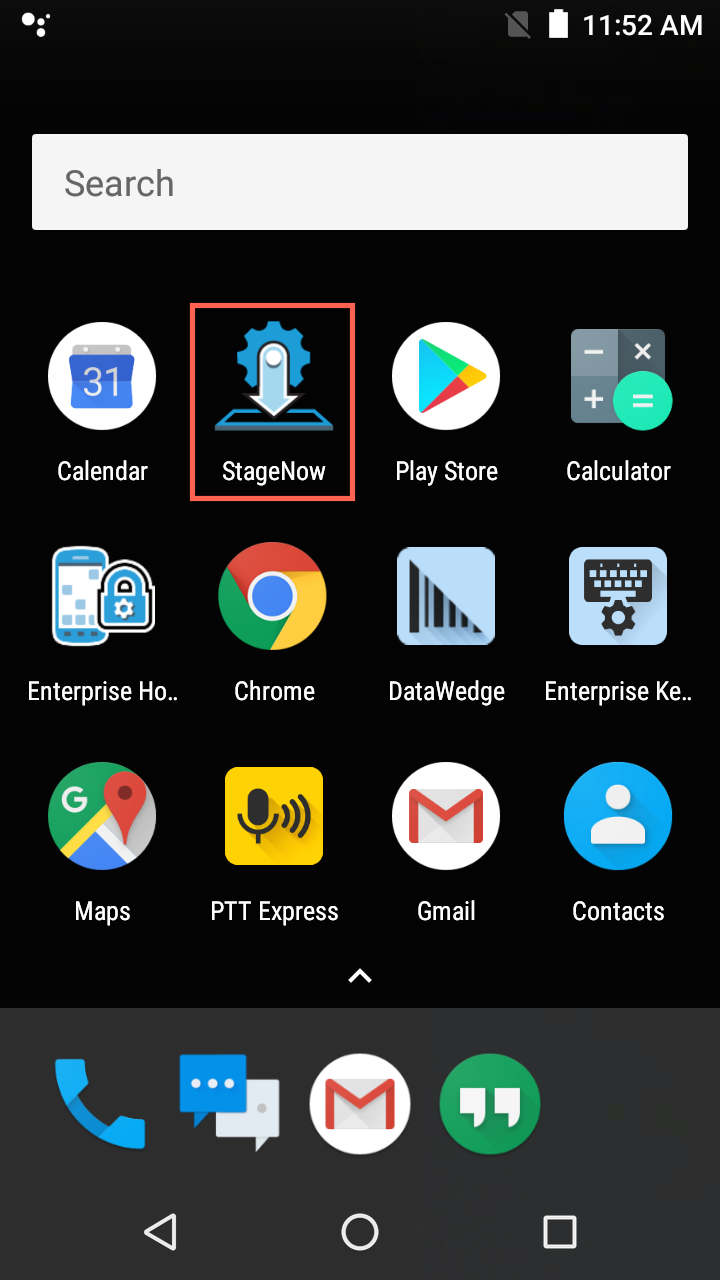 11:52 AM
Search
31
Calendar
StageNow
Play Store
Calculator
Enterprise Ho..
Chrome
DataWedge
Enterprise Ke..
G
Maps
PTT Express
Gmail
Contacts